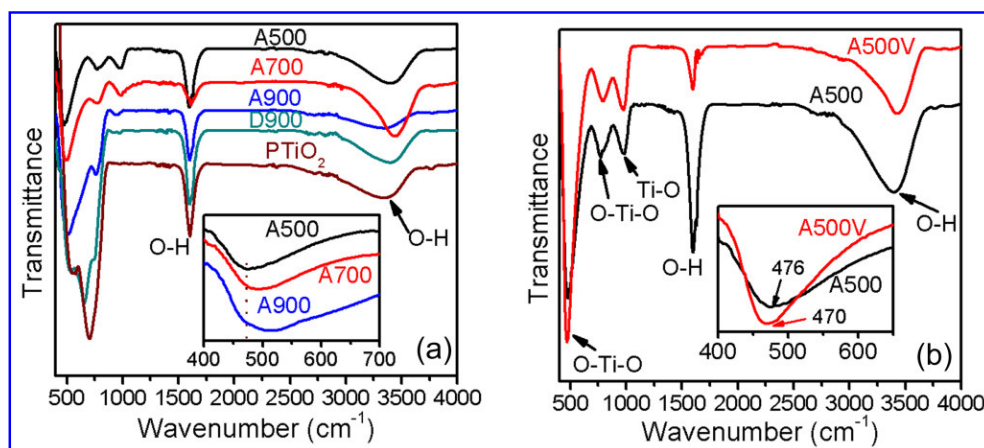 A500
A700
A900
D900
PTiO₂
O-H
O-H
A500
A700
A900
400 500 600 700
(a)
500 1000 1500 2000 2500 3000 3500 4000
Wavenumber (cm⁻¹)
Transmittance
A500V
A500
Ti-O
O-Ti-O
O-H
O-H
A500V
476
A500
470
400 500 600
O-Ti-O
(b)
500 1000 1500 2000 2500 3000 3500 4000
Wavenumber (cm⁻¹)
Transmittance